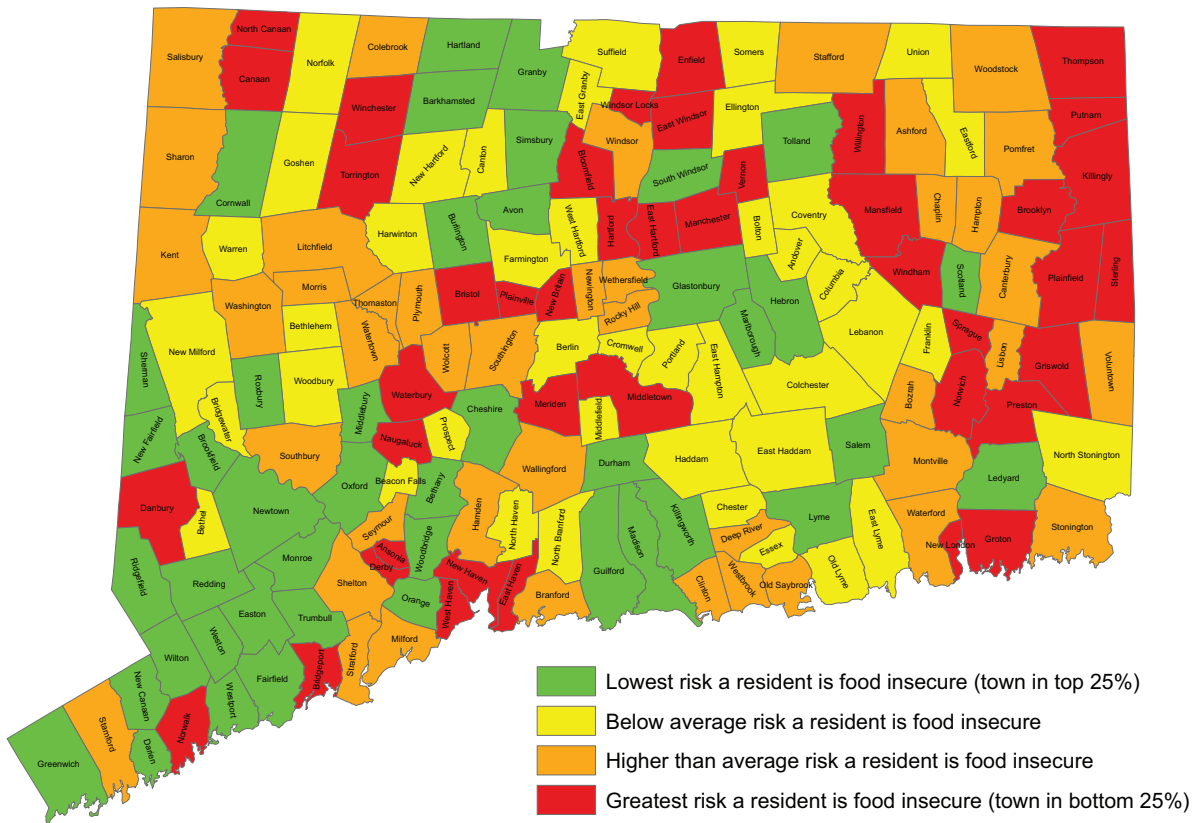 North Canaan
Salisbury
Canaan
Norfolk
Colebrook
Hartland
Granby
Suffield
East Granby
Enfield
Somers
Stafford
Union
Woodstock
Thompson
Winchester
Barkhamsted
Windsor Locks
East Windsor
Ellington
Willington
Ashford
Eastford
Pomfret
Putnam
Sharon
Cornwall
Goshen
Torrington
New Hartford
Canton
Simsbury
Bloomfield
Windsor
South Windsor
Vernon
Tolland
Killingly
Kent
Warren
Litchfield
Harwinton
Burlington
Avon
West Hartford
Hartford
East Hartford
Manchester
Bolton
Coventry
Mansfield
Chaplin
Hampton
Brooklyn
Farmington
Andover
Columbia
Windham
Scotland
Canterbury
Plainfield
Sterling
Washington
Morris
Thomaston
Plymouth
Bristol
Plainville
New Britain
Newington
Wethersfield
Rocky Hill
Glastonbury
Marlborough
Hebron
Lebanon
Franklin
Sprague
Lisbon
Griswold
Voluntown
Sherman
New Milford
Bethlehem
Watertown
Wolcott
Southington
Berlin
Cromwell
Portland
East Hampton
Colchester
Bozrah
Norwich
Preston
Bridgewater
Roxbury
Woodbury
Middlebury
Waterbury
Cheshire
Meriden
Middlefield
Middletown
New Fairfield
Brookfield
Southbury
Naugatuck
Prospect
Wallingford
Durham
Haddam
East Haddam
Salem
Montville
Ledyard
North Stonington
Danbury
Bethel
Newtown
Oxford
Beacon Falls
Bethany
Hamden
North Haven
North Branford
Guilford
Madison
Killingworth
Chester
Deep River
Essex
Lyme
Old Lyme
East Lyme
Waterford
New London
Groton
Stonington
Ridgefield
Redding
Monroe
Seymour
Ansonia
Derby
Woodbridge
Shelton
Orange
New Haven
West Haven
East Haven
Branford
Clinton
Westbrook
Old Saybrook
Wilton
Weston
Easton
Trumbull
Fairfield
Bridgeport
Stratford
Milford
New Canaan
Westport
Norwalk
Darien
Stamford
Greenwich
Lowest risk a resident is food insecure (town in top 25%)
Below average risk a resident is food insecure
Higher than average risk a resident is food insecure
Greatest risk a resident is food insecure (town in bottom 25%)